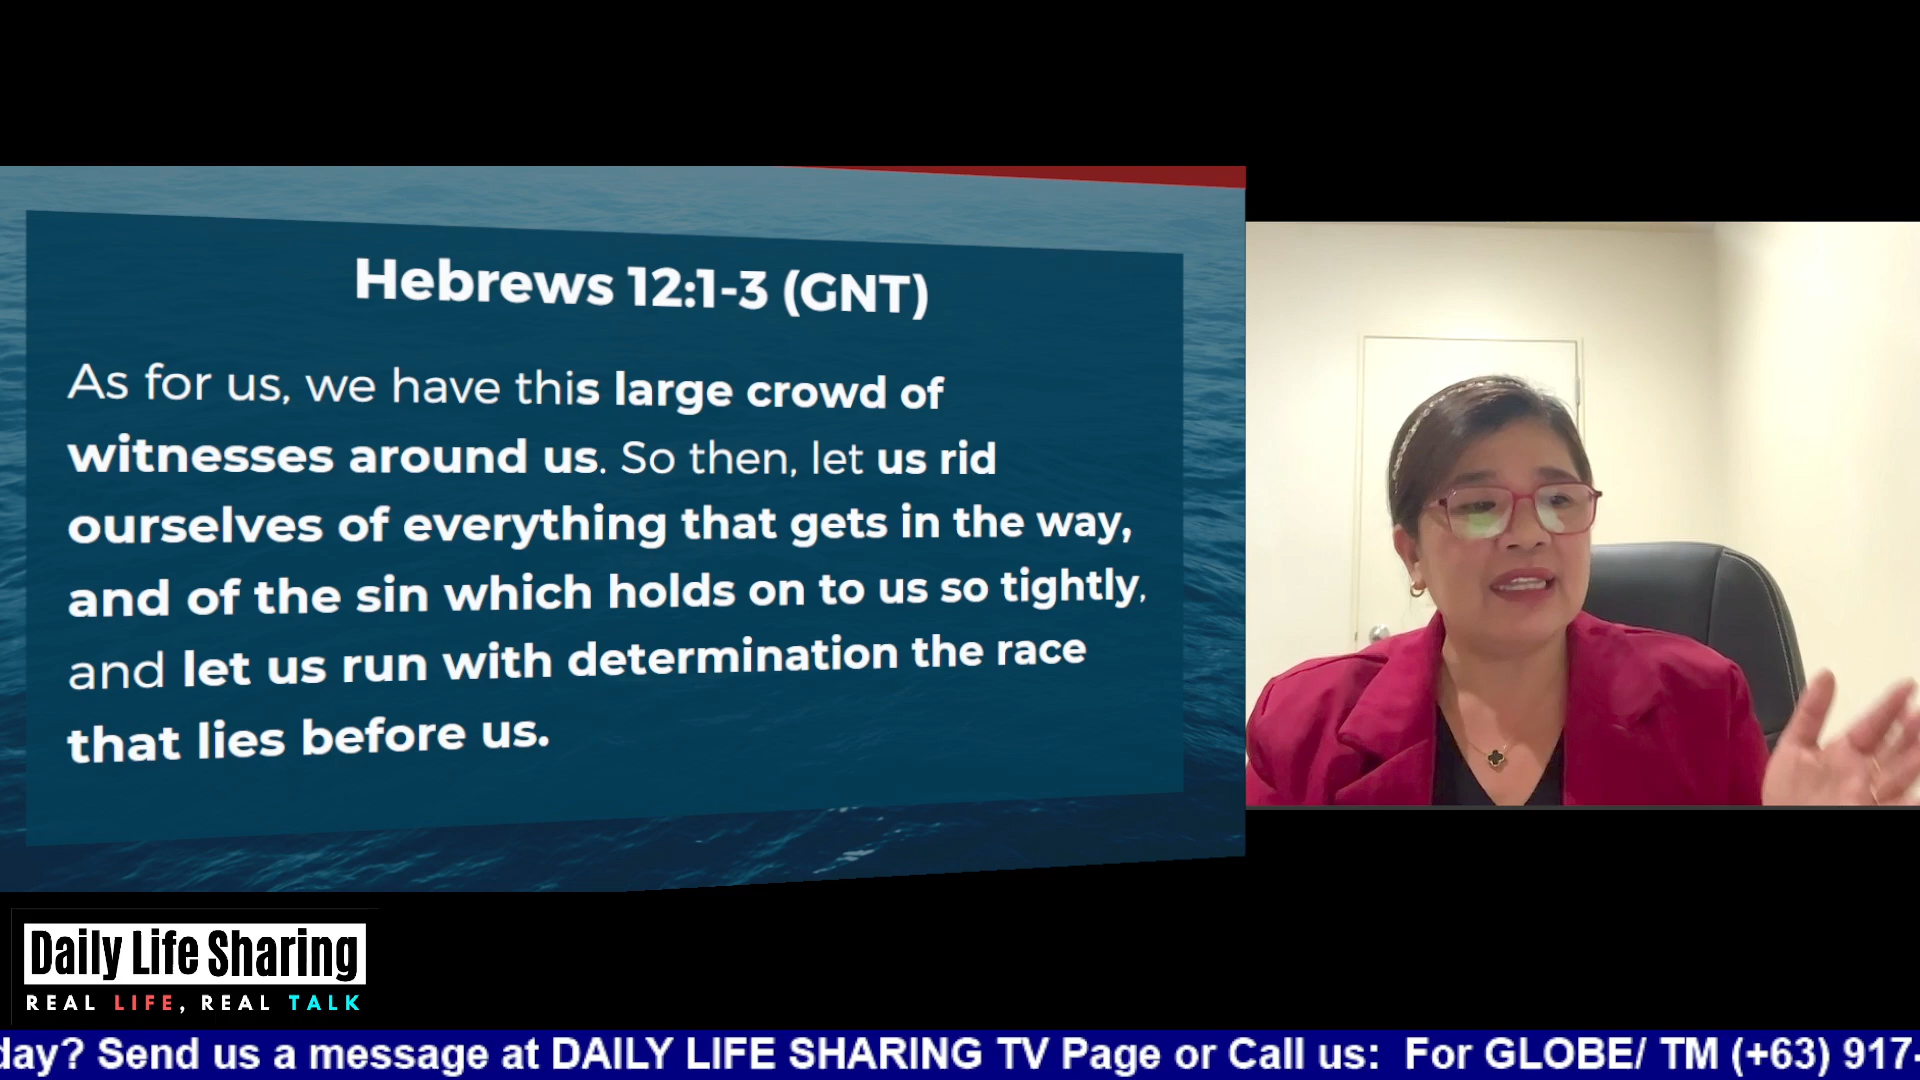 Hebrews 12:1-3 (GNT)
As for us, we have this large crowd of
witnesses around us. So then, let us rid
ourselves of everything that gets in the way,
and of the sin which holds on to us so tightly,
and let us run with determination the race
that lies before us.
Daily Life Sharing
REAL LIFE, REAL TALK
day? Send us a message at DAILY LIFE SHARING TV Page or Call us: For GLOBE/ TM (+63) 917-